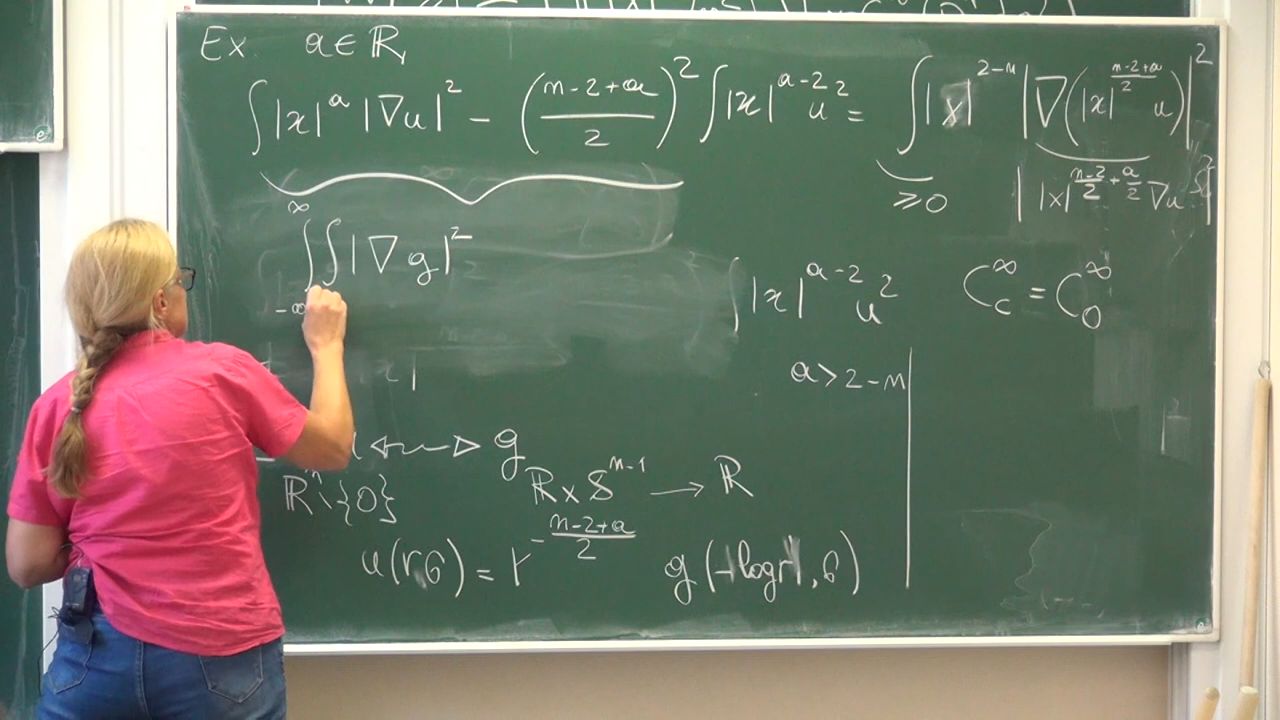 Ex. a∈ℝ,
∫|x|^a |∇u|^2 − ((n-2+a)/2)^2 ∫|x|^{a-2} u^2 = ∫|x|^{2-n} |∇(|x|^{(n-2+a)/2} u)|^2
≥0 | |x|^{(n-2)/2 + a/2} ∇u
∫_{-∞}^{∞} ∫ |∇g|^2
∫|x|^{a-2} u^2 C_c^∞ = C_0^∞
a>2-n
↔ g
ℝ^n\{0} ℝ×S^{n-1} → ℝ
u(r,σ) = r^{-(n-2+a)/2} g(-log r, σ)